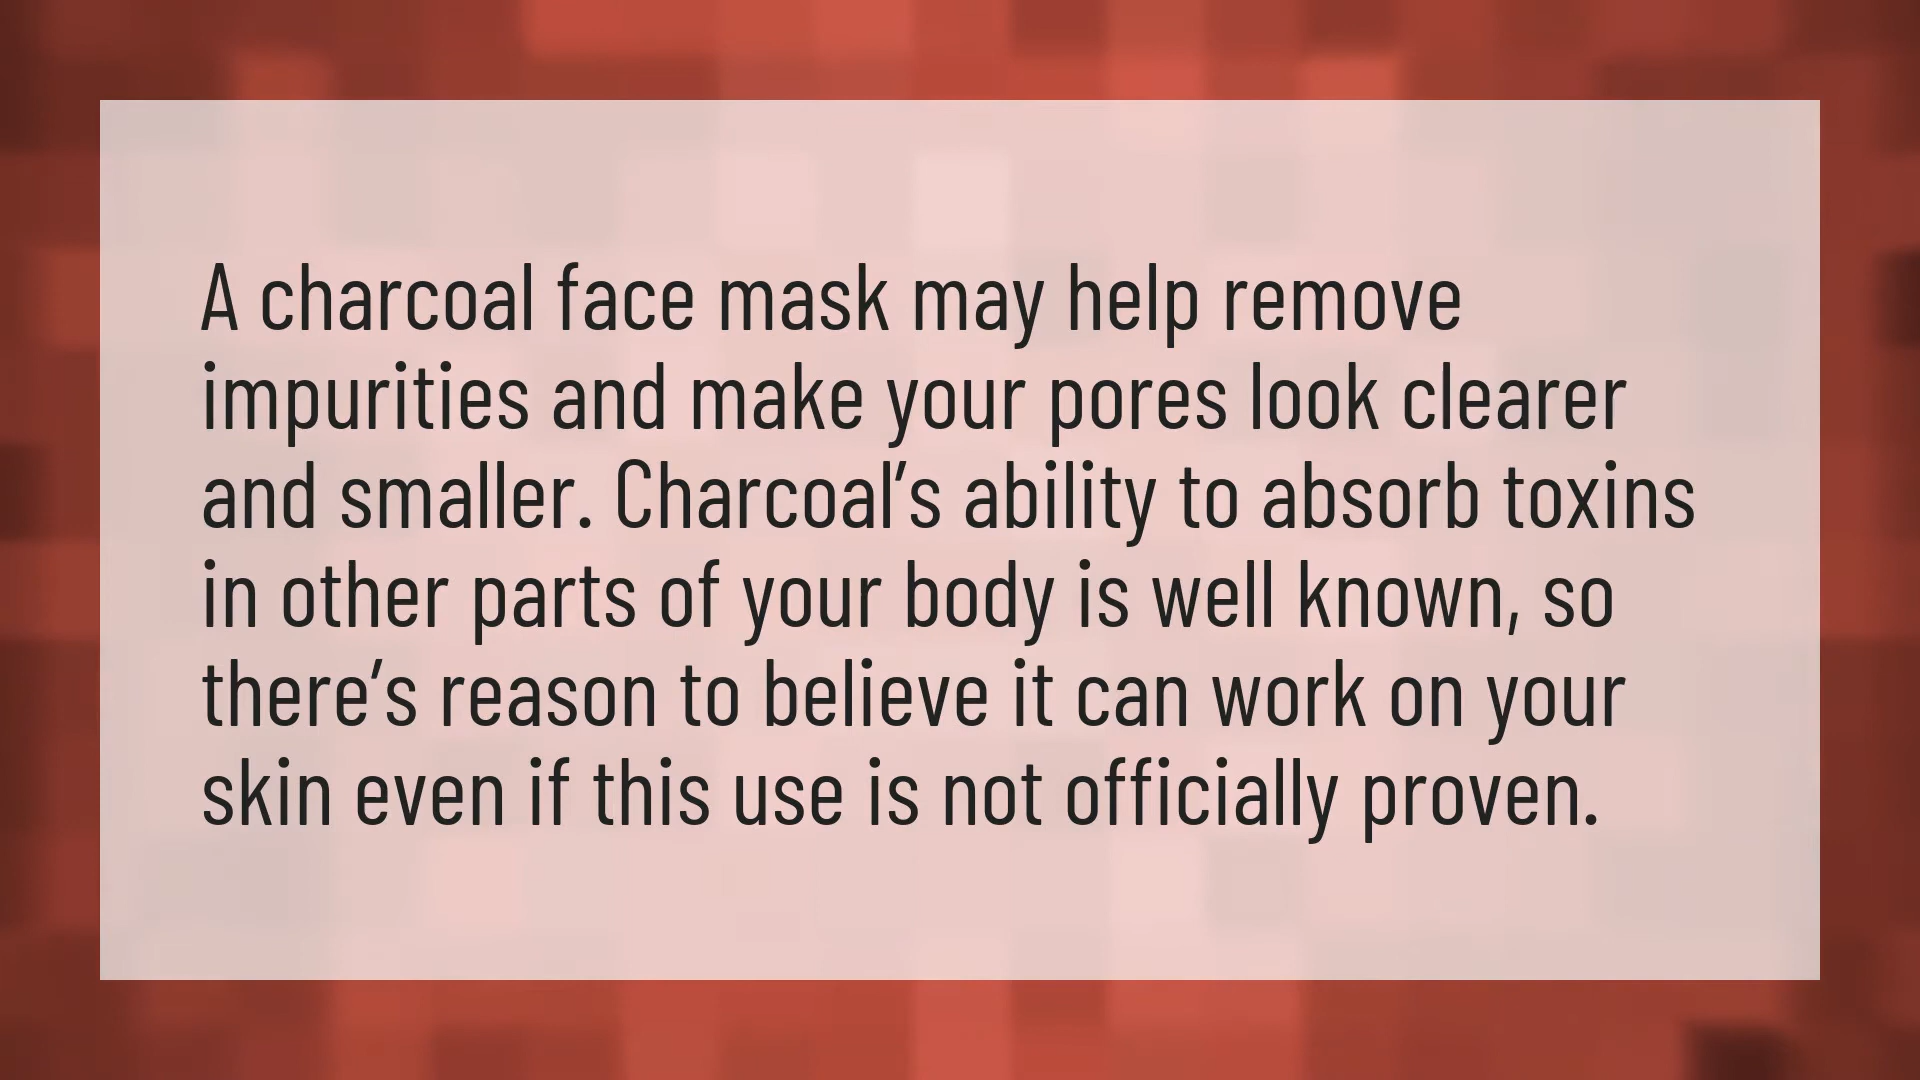 A charcoal face mask may help remove
impurities and make your pores look clearer
and smaller. Charcoal’s ability to absorb toxins
in other parts of your body is well known, so
there’s reason to believe it can work on your
skin even if this use is not officially proven.